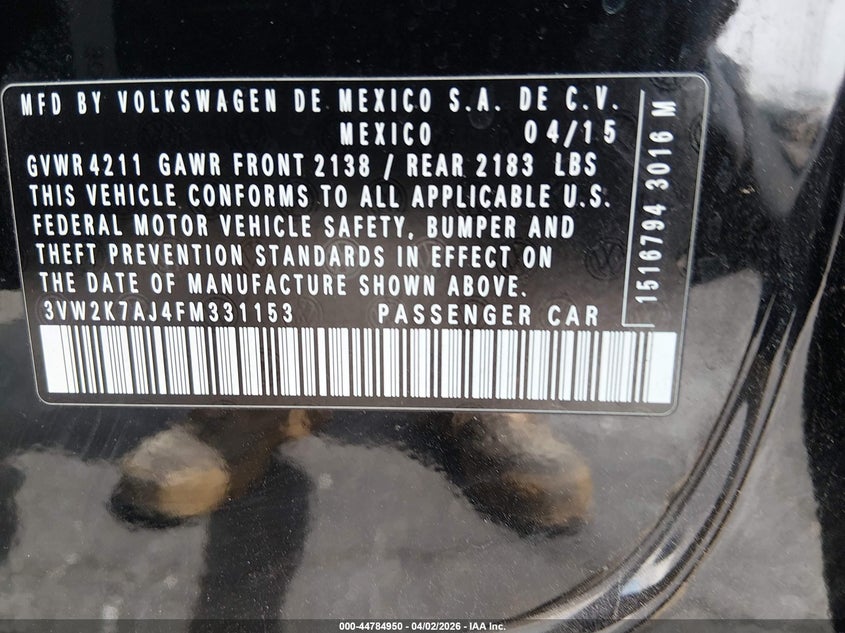 MFD BY VOLKSWAGEN DE MEXICO S.A. DE C.V.
MEXICO 04/15
GVWR 4211 GAWR FRONT 2138 / REAR 2183 LBS
THIS VEHICLE CONFORMS TO ALL APPLICABLE U.S.
FEDERAL MOTOR VEHICLE SAFETY, BUMPER AND
THEFT PREVENTION STANDARDS IN EFFECT ON
THE DATE OF MANUFACTURE SHOWN ABOVE.
3VW2K7AJ4FM331153 PASSENGER CAR
1516794 3016 M
000-44784950 - 04/02/2026 - IAA Inc.